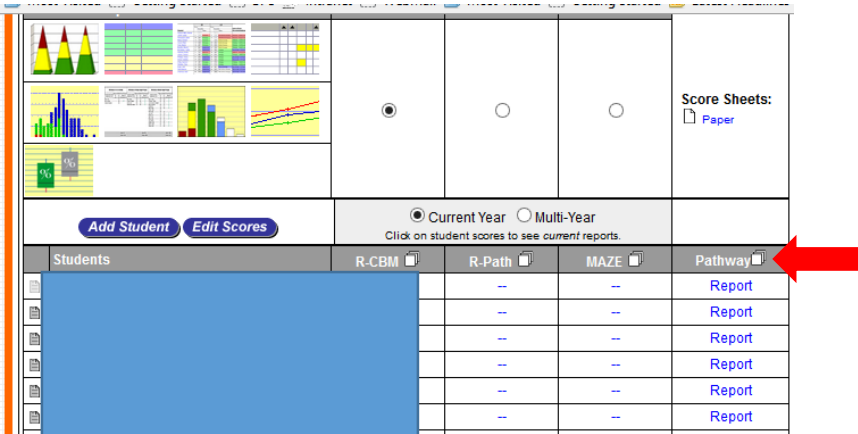 Score Sheets:
Paper
%
%
Add Student Edit Scores
Current Year Multi-Year
Click on student scores to see current reports.
Students R-CBM R-Path MAZE Pathway
-- -- Report
-- -- Report
-- -- Report
-- -- Report
-- -- Report
-- -- Report